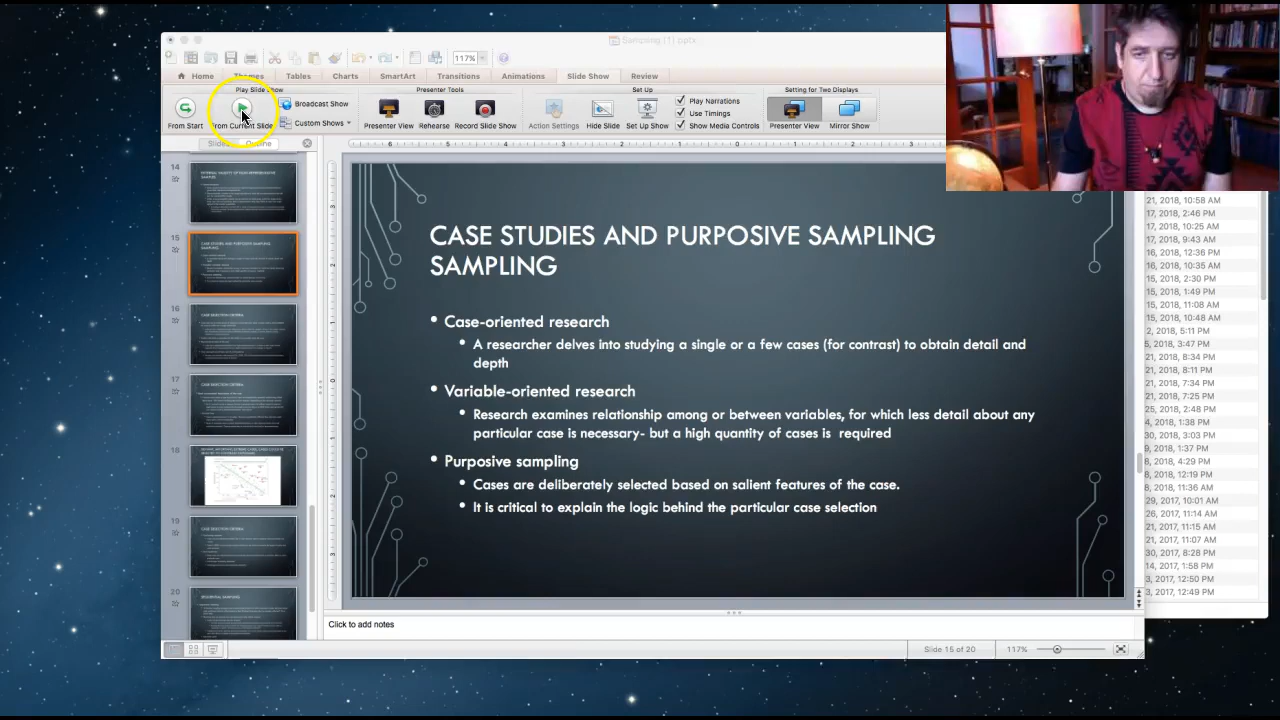 Sampling (1).pptx
117%
Home Themes Tables Charts SmartArt Transitions Animations Slide Show Review
Play Slide Show Presenter Tools Set Up Setting for Two Displays
From Start
From Current Slide
Broadcast Show
Custom Shows
Presenter View
Rehearse
Record Slide Show
Action Settings
Hide Slide
Set Up Show
Play Narrations
Use Timings
Show Media Controls
Presenter View
Mirror Show
Slides Outline
14
15
16
17
18
19
20
CASE STUDIES AND PURPOSIVE SAMPLING
SAMPLING
• Case-oriented research
• A researcher delves into studying a single or a few cases (for contrast) to obtain detail and
depth
• Variable-oriented research
• Research examines relationships among or between variables, for which less detail about any
particular case is necessary- but a high quantity of cases is required
• Purposive sampling
• Cases are deliberately selected based on salient features of the case.
• It is critical to explain the logic behind the particular case selection
Click to add notes
Slide 15 of 20
117%
21, 2018, 10:58 AM
17, 2018, 2:46 PM
17, 2018, 10:25 AM
17, 2018, 9:43 AM
16, 2018, 12:36 PM
16, 2018, 10:35 AM
15, 2018, 2:30 PM
15, 2018, 1:49 PM
15, 2018, 11:08 AM
15, 2018, 10:48 AM
2, 2018, 5:11 PM
5, 2018, 3:47 PM
21, 2018, 8:34 PM
21, 2018, 8:11 PM
21, 2018, 7:34 PM
21, 2018, 7:25 PM
25, 2018, 2:48 PM
30, 2018, 3:03 PM
30, 2018, 1:37 PM
17, 2018, 4:29 PM
18, 2018, 12:19 PM
18, 2018, 11:36 AM
29, 2017, 10:01 AM
21, 2017, 11:15 AM
21, 2017, 11:07 AM
30, 2017, 8:28 PM
14, 2017, 1:58 PM
3, 2017, 12:50 PM
3, 2017, 12:49 PM